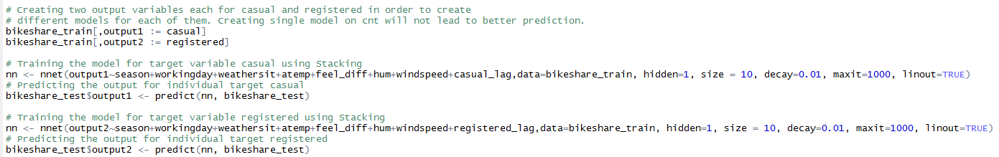 # Creating two output variables each for casual and registered in order to create
# different models for each of them. Creating single model on cnt will not lead to better prediction.
bikeshare_train[,output1 := casual]
bikeshare_train[,output2 := registered]
# Training the model for target variable casual using Stacking
nn <- nnet(output1~season+workingday+weathersit+atemp+feel_diff+hum+windspeed+casual_lag,data=bikeshare_train, hidden=1, size = 10, decay=0.01, maxit=1000, linout=TRUE)
# Predicting the output for individual target casual
bikeshare_test$output1 <- predict(nn, bikeshare_test)
# Training the model for target variable registered using Stacking
nn <- nnet(output2~season+workingday+weathersit+atemp+feel_diff+hum+windspeed+registered_lag,data=bikeshare_train, hidden=1, size = 10, decay=0.01, maxit=1000, linout=TRUE)
# Predicting the output for individual target registered
bikeshare_test$output2 <- predict(nn, bikeshare_test)